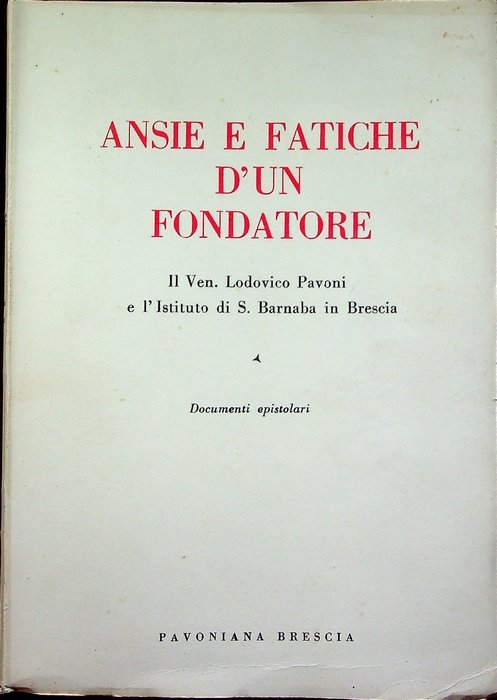 ANSIE E FATICHE
D'UN
FONDATORE
Il Ven. Lodovico Pavoni
e l'Istituto di S. Barnaba in Brescia
Documenti epistolari
PAVONIANA BRESCIA